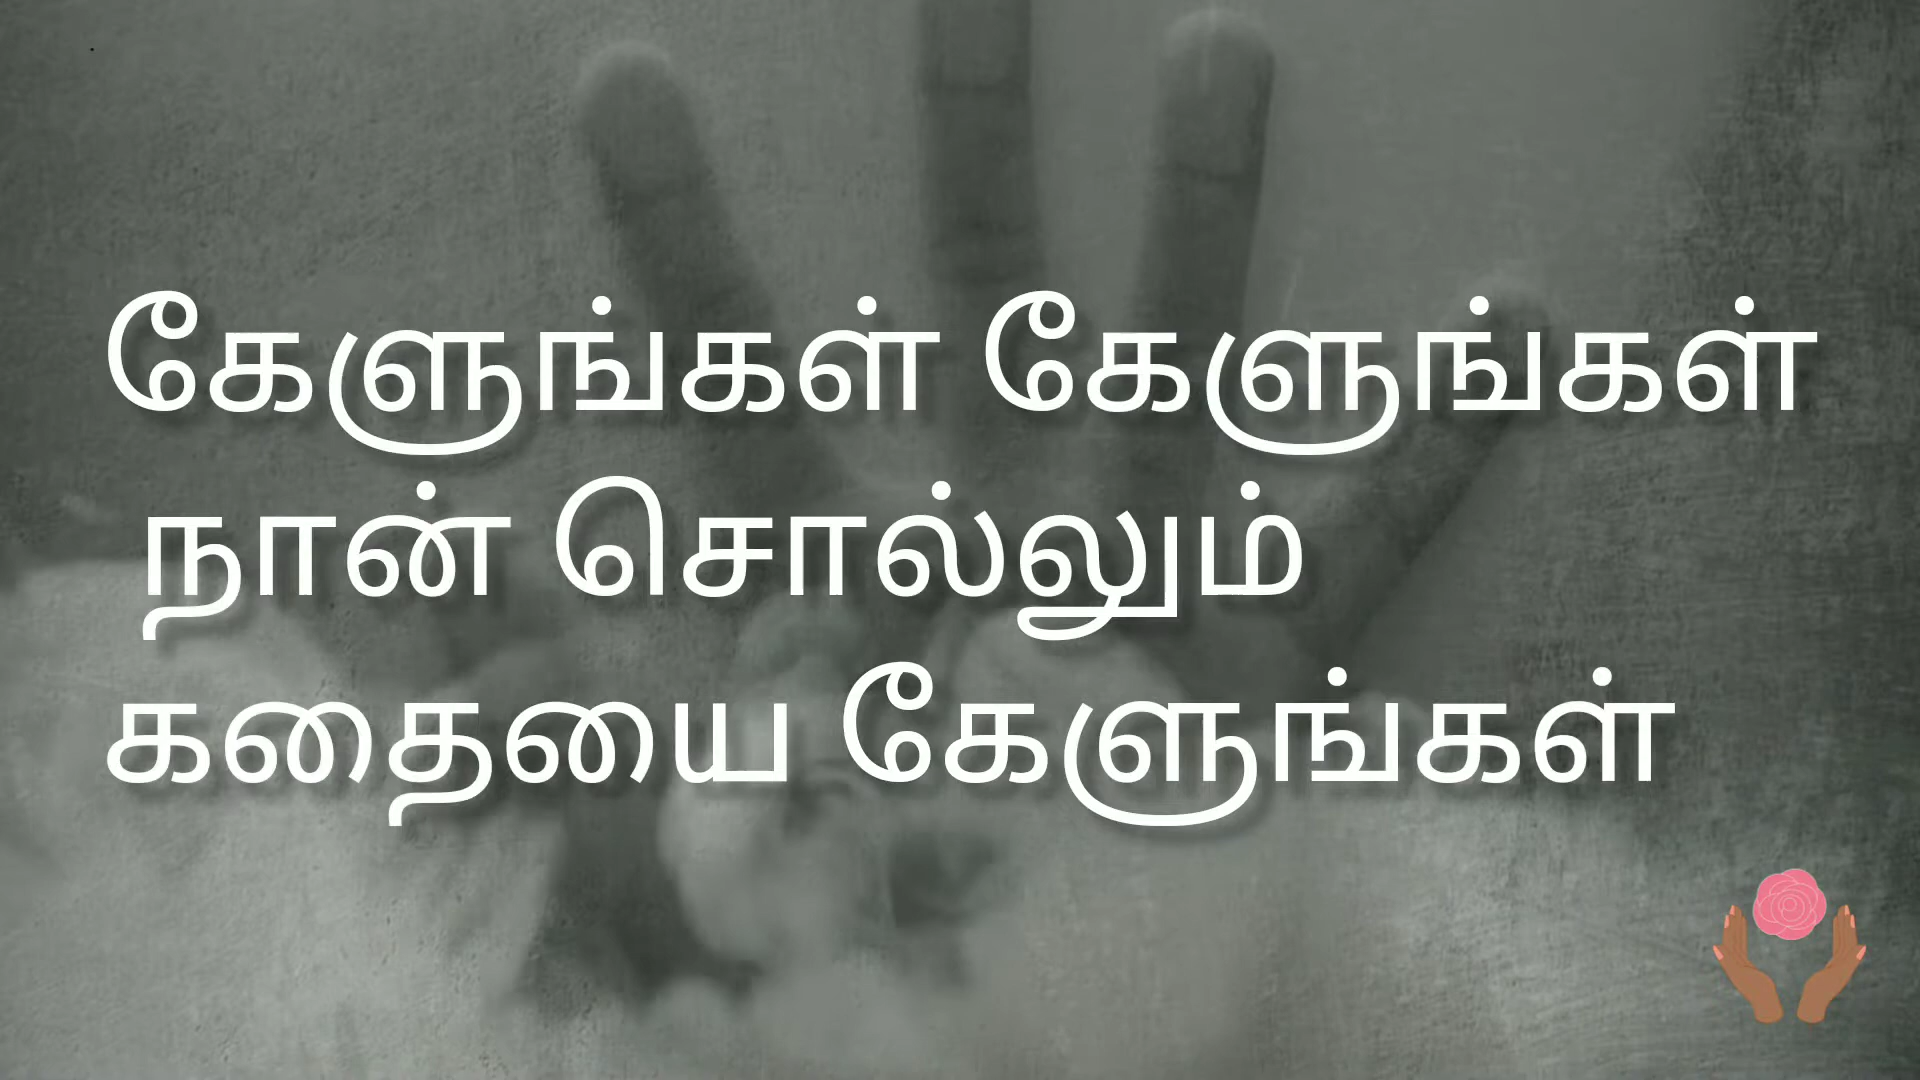 கேளுங்கள் கேளுங்கள்
நான் சொல்லும்
கதையை கேளுங்கள்